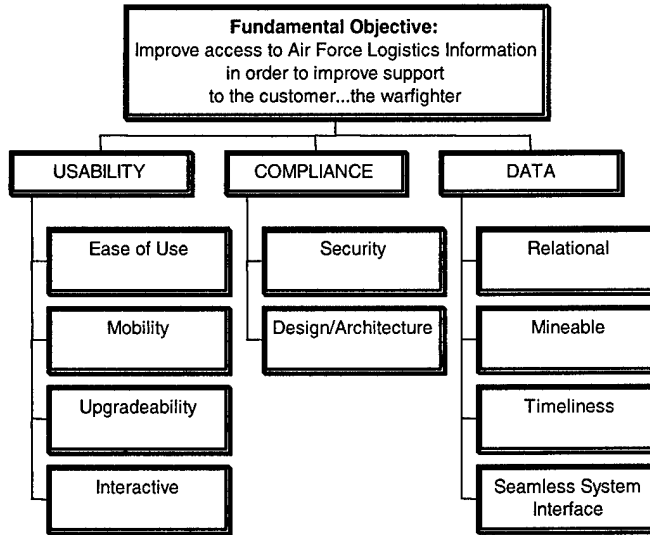 Fundamental Objective:
Improve access to Air Force Logistics Information
in order to improve support
to the customer...the warfighter
USABILITY
COMPLIANCE
DATA
Ease of Use
Security
Relational
Mobility
Design/Architecture
Mineable
Upgradeability
Timeliness
Interactive
Seamless System
Interface